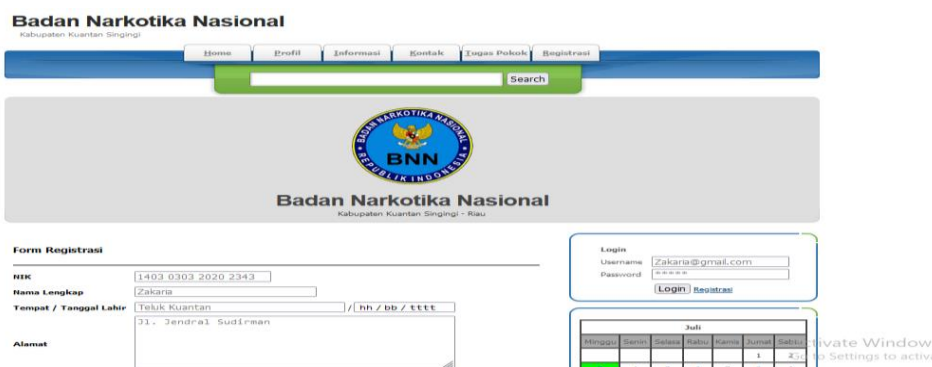 Badan Narkotika Nasional
Kabupaten Kuantan Singingi
Home Profil Informasi Kontak Tugas Pokok Registrasi
Search
BADAN NARKOTIKA NASIONAL
BNN
REPUBLIK INDONESIA
Badan Narkotika Nasional
Kabupaten Kuantan Singingi - Riau
Form Registrasi
NIK 1403 0303 2020 2343
Nama Lengkap Zakaria
Tempat / Tanggal Lahir Teluk Kuantan / hh / bb / tttt
Alamat Jl. Jendral Sudirman
Login
Username Zakaria@gmail.com
Password *****
Login Registrasi
Juli
Minggu Senin Selasa Rabu Kamis Jumat Sabtu
1 2
tivate Window
Go to Settings to activa